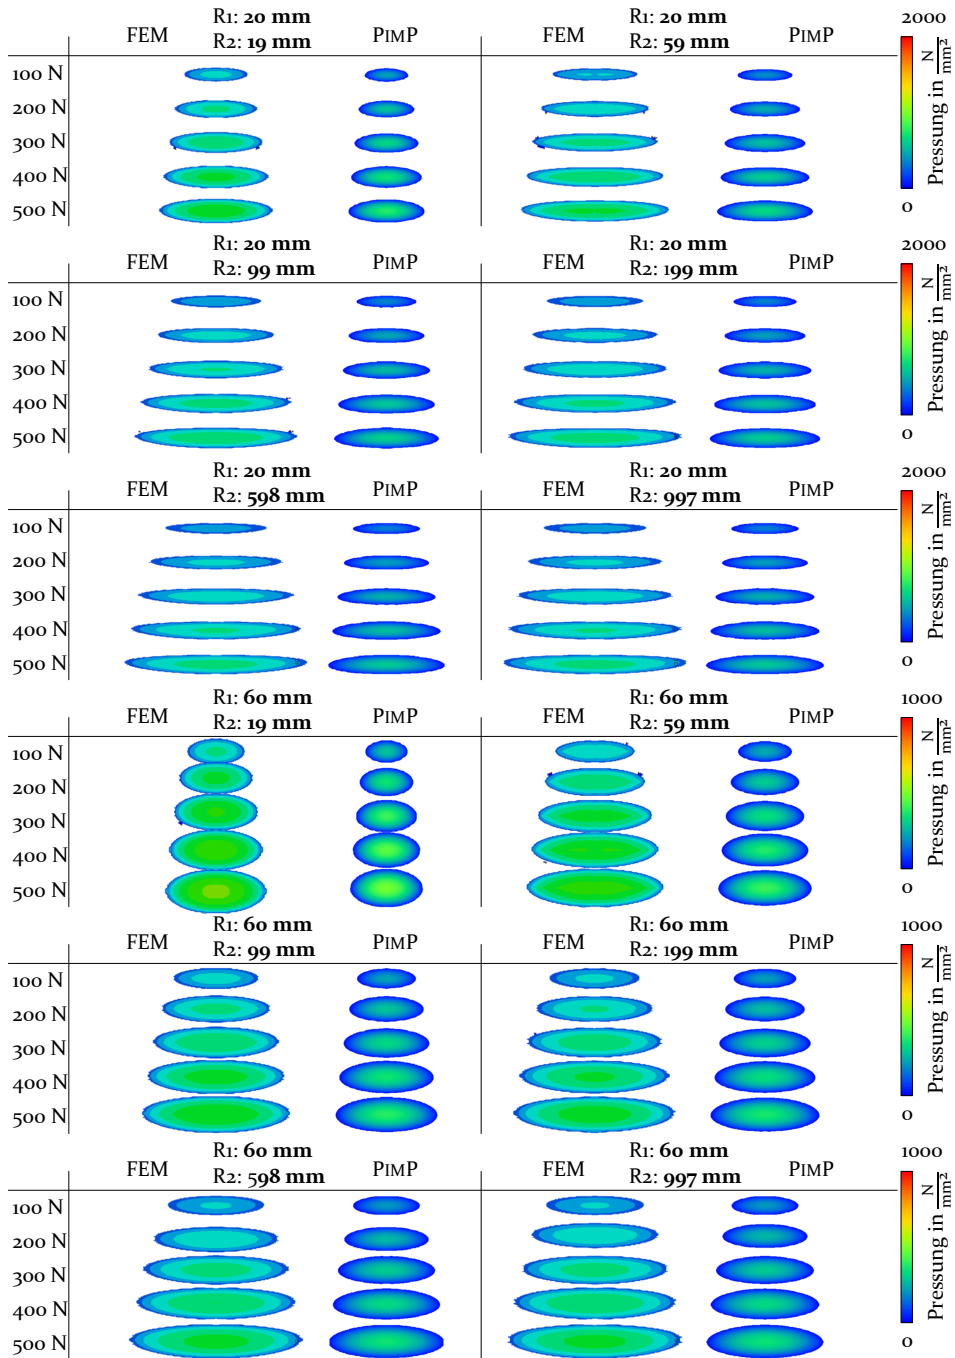 R1: 20 mm R1: 20 mm 2000
FEM R2: 19 mm PIMP FEM R2: 59 mm PIMP
100 N
200 N
300 N
400 N
500 N
Pressung in N/mm²
0
R1: 20 mm R1: 20 mm 2000
FEM R2: 99 mm PIMP FEM R2: 199 mm PIMP
100 N
200 N
300 N
400 N
500 N
Pressung in N/mm²
0
R1: 20 mm R1: 20 mm 2000
FEM R2: 598 mm PIMP FEM R2: 997 mm PIMP
100 N
200 N
300 N
400 N
500 N
Pressung in N/mm²
0
R1: 60 mm R1: 60 mm 1000
FEM R2: 19 mm PIMP FEM R2: 59 mm PIMP
100 N
200 N
300 N
400 N
500 N
Pressung in N/mm²
0
R1: 60 mm R1: 60 mm 1000
FEM R2: 99 mm PIMP FEM R2: 199 mm PIMP
100 N
200 N
300 N
400 N
500 N
Pressung in N/mm²
0
R1: 60 mm R1: 60 mm 1000
FEM R2: 598 mm PIMP FEM R2: 997 mm PIMP
100 N
200 N
300 N
400 N
500 N
Pressung in N/mm²
0